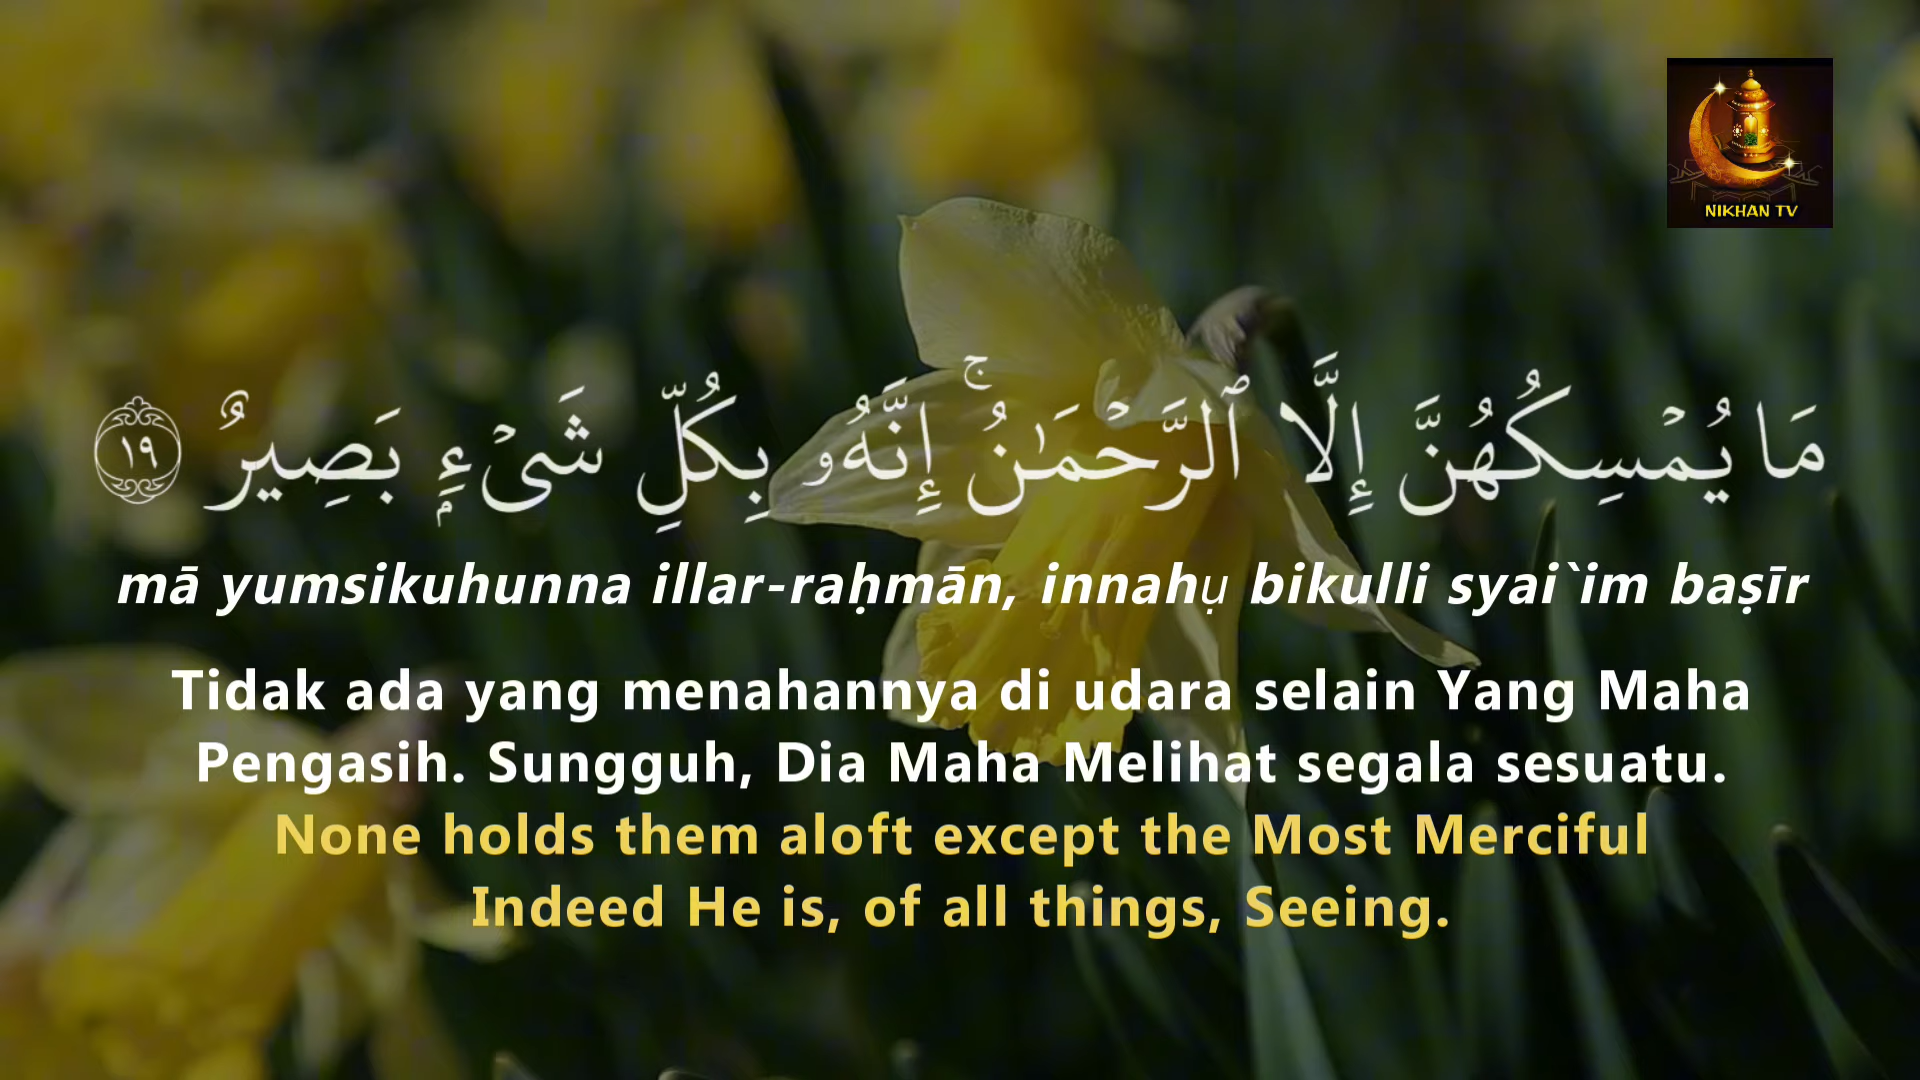 NIKHAN TV
مَا يُمْسِكُهُنَّ إِلَّا ٱلرَّحْمَـٰنُ ۚ إِنَّهُۥ بِكُلِّ شَىْءٍۭ بَصِيرٌ ١٩
mā yumsikuhunna illar-raḥmān, innahụ bikulli syai`im baṣīr
Tidak ada yang menahannya di udara selain Yang Maha
Pengasih. Sungguh, Dia Maha Melihat segala sesuatu.
None holds them aloft except the Most Merciful
Indeed He is, of all things, Seeing.